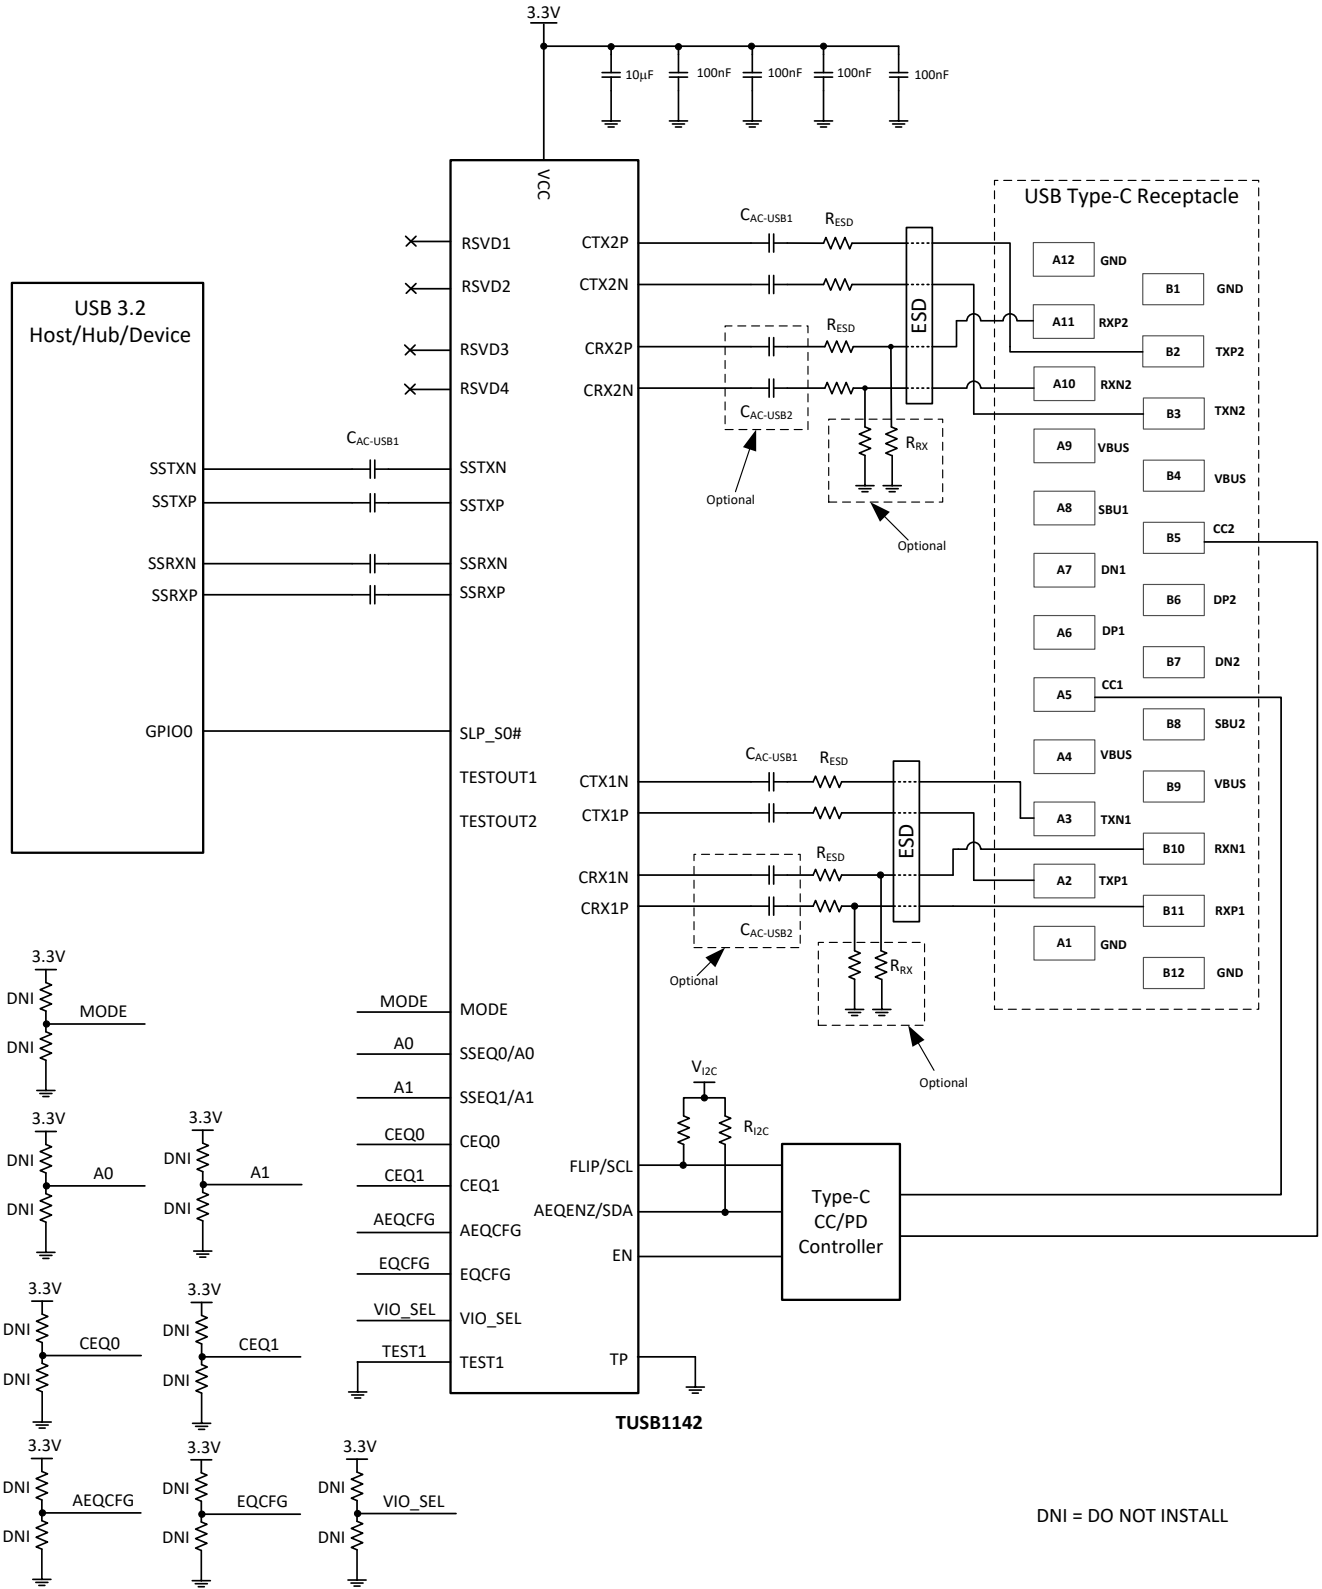 3.3V
10µF
100nF
100nF
100nF
100nF
VCC
USB Type-C Receptacle
RSVD1
RSVD2
RSVD3
RSVD4
CTX2P
CTX2N
CRX2P
CRX2N
CAC-USB1
RESD
RESD
CAC-USB2
RRX
ESD
Optional
Optional
A12 GND
B1 GND
A11 RXP2
B2 TXP2
A10 RXN2
B3 TXN2
A9 VBUS
B4 VBUS
A8 SBU1
B5 CC2
A7 DN1
B6 DP2
A6 DP1
B7 DN2
A5 CC1
B8 SBU2
A4 VBUS
B9 VBUS
A3 TXN1
B10 RXN1
A2 TXP1
B11 RXP1
A1 GND
B12 GND
USB 3.2
Host/Hub/Device
CAC-USB1
SSTXN
SSTXP
SSRXN
SSRXP
GPIO0
SSTXN
SSTXP
SSRXN
SSRXP
SLP_S0#
TESTOUT1
TESTOUT2
CTX1N
CTX1P
CRX1N
CRX1P
CAC-USB1
RESD
RESD
CAC-USB2
RRX
ESD
Optional
Optional
MODE MODE
A0 SSEQ0/A0
A1 SSEQ1/A1
CEQ0 CEQ0
CEQ1 CEQ1
AEQCFG AEQCFG
EQCFG EQCFG
VIO_SEL VIO_SEL
TEST1 TEST1
VI2C
RI2C
FLIP/SCL
AEQENZ/SDA
EN
TP
Type-C
CC/PD
Controller
TUSB1142
3.3V
DNI
MODE
DNI
3.3V
DNI
A0
DNI
3.3V
DNI
A1
DNI
3.3V
DNI
CEQ0
DNI
3.3V
DNI
CEQ1
DNI
3.3V
DNI
AEQCFG
DNI
3.3V
DNI
EQCFG
DNI
3.3V
DNI
VIO_SEL
DNI
DNI = DO NOT INSTALL